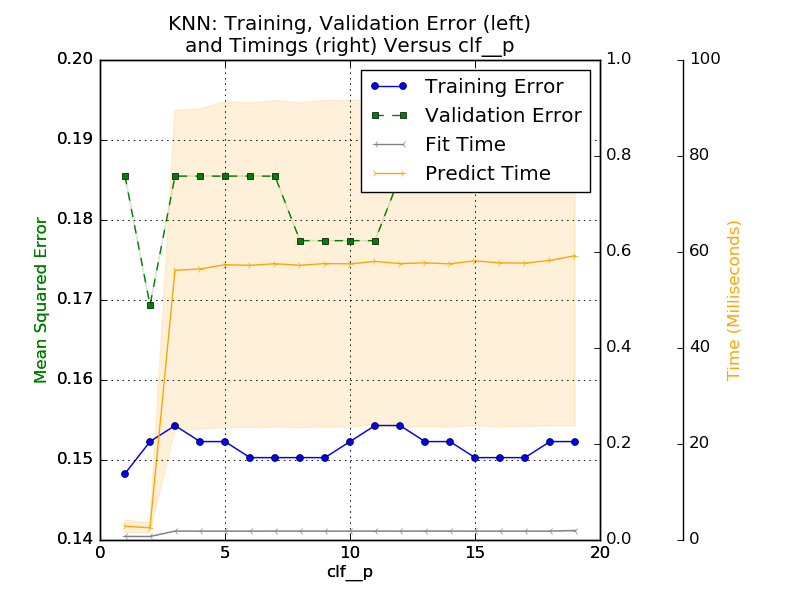 KNN: Training, Validation Error (left)
and Timings (right) Versus clf__p
Training Error
Validation Error
Fit Time
Predict Time
Mean Squared Error
0.20
0.19
0.18
0.17
0.16
0.15
0.14
0
5
10
15
20
clf__p
1.0
0.8
0.6
0.4
0.2
0.0
100
80
60
40
20
0
Time (Milliseconds)